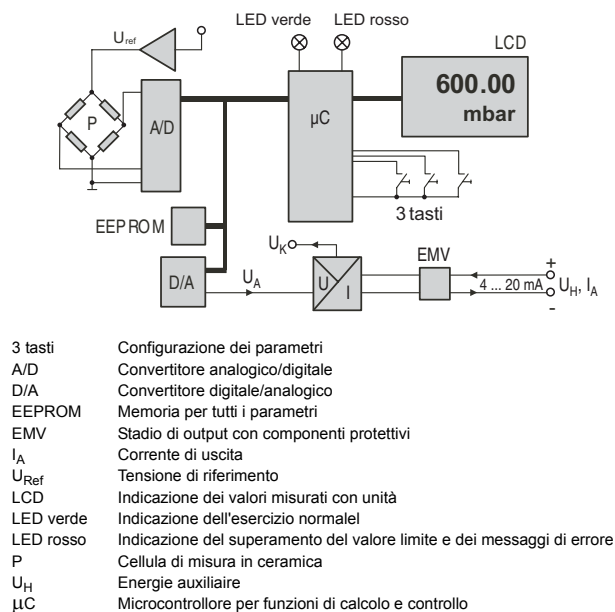 LED verde LED rosso
U_ref LCD
600.00
mbar
P A/D µC
3 tasti
EEPROM
U_K EMV
D/A U_A U I 4 ... 20 mA + U_H, I_A
-
3 tasti Configurazione dei parametri
A/D Convertitore analogico/digitale
D/A Convertitore digitale/analogico
EEPROM Memoria per tutti i parametri
EMV Stadio di output con componenti protettivi
I_A Corrente di uscita
U_Ref Tensione di riferimento
LCD Indicazione dei valori misurati con unità
LED verde Indicazione dell'esercizio normalel
LED rosso Indicazione del superamento del valore limite e dei messaggi di errore
P Cellula di misura in ceramica
U_H Energie auxiliaire
µC Microcontrollore per funzioni di calcolo e controllo